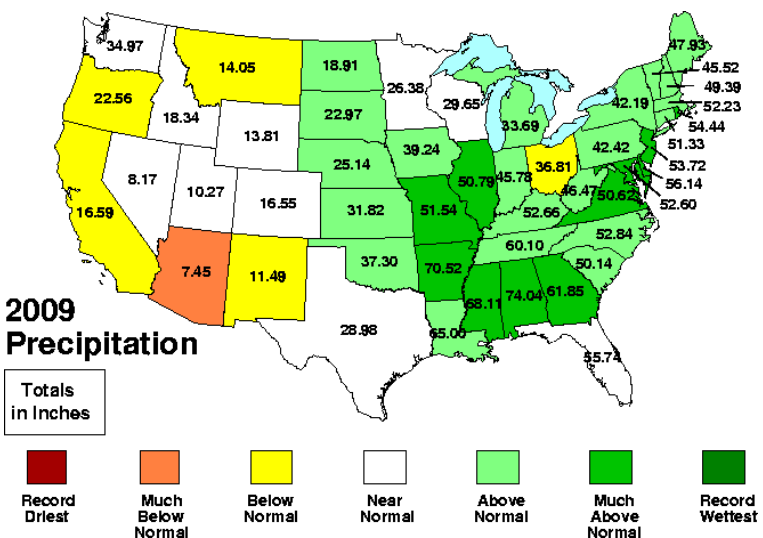 47.93
34.97
18.91
14.05
45.52
26.38
49.39
22.56
29.65
42.19
52.23
18.34
22.97
33.69
54.44
13.81
39.24
42.42
51.33
25.14
53.72
8.17
50.79
45.78
36.81
56.14
10.27
46.47
50.62
16.59
16.55
31.82
51.54
52.66
52.60
52.84
60.10
7.45
11.49
37.30
70.52
50.14
68.11
74.04
61.85
28.98
65.00
55.74
2009
Precipitation
Totals
in Inches
Record
Driest
Much
Below
Normal
Below
Normal
Near
Normal
Above
Normal
Much
Above
Normal
Record
Wettest